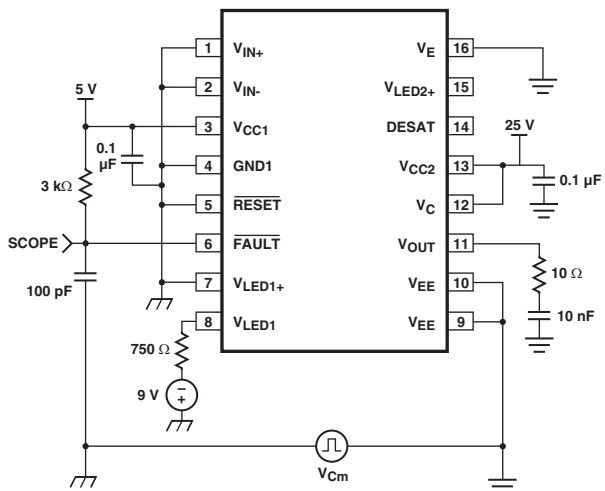 1 V_IN+
2 V_IN-
3 V_CC1
4 GND1
5 RESET
6 FAULT
7 V_LED1+
8 V_LED1
V_E 16
V_LED2+ 15
DESAT 14
V_CC2 13
V_C 12
V_OUT 11
V_EE 10
V_EE 9
5 V
0.1
µF
3 kΩ
SCOPE
100 pF
750 Ω
9 V
− +
25 V
0.1 µF
10 Ω
10 nF
V_Cm